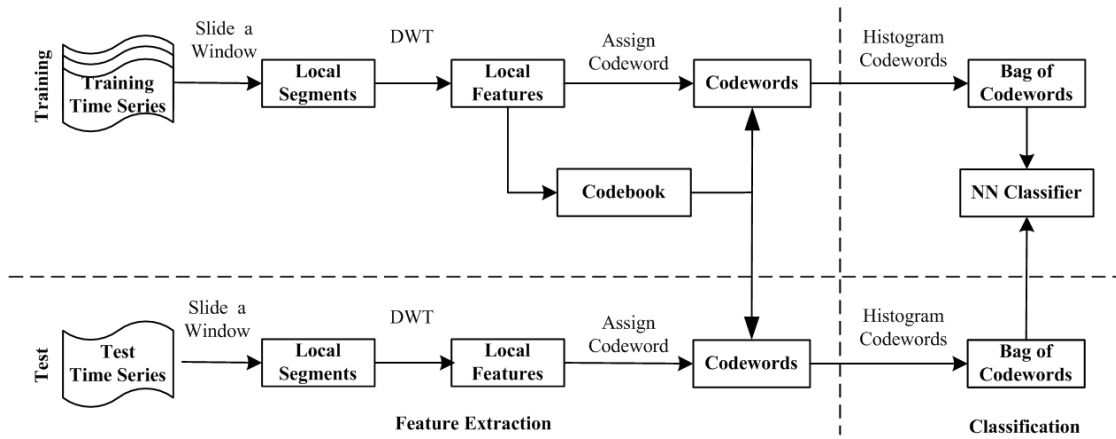 Training
Training
Time Series
Slide a
Window
Local
Segments
DWT
Local
Features
Assign
Codeword
Codewords
Histogram
Codewords
Bag of
Codewords
Codebook
NN Classifier
Test
Test
Time Series
Slide a
Window
Local
Segments
DWT
Local
Features
Assign
Codeword
Codewords
Histogram
Codewords
Bag of
Codewords
Feature Extraction
Classification